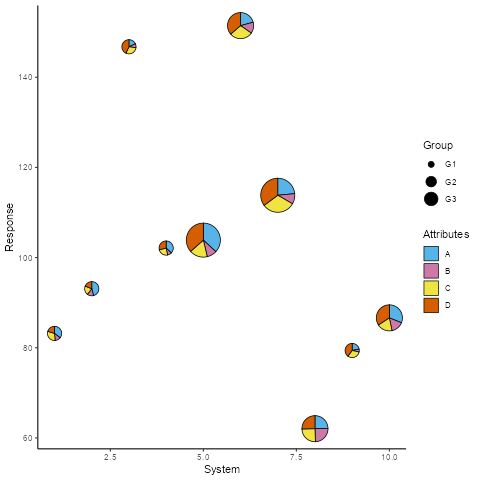 Response
140
120
100
80
60
2.5 5.0 7.5 10.0
System
Group
G1
G2
G3
Attributes
A
B
C
D